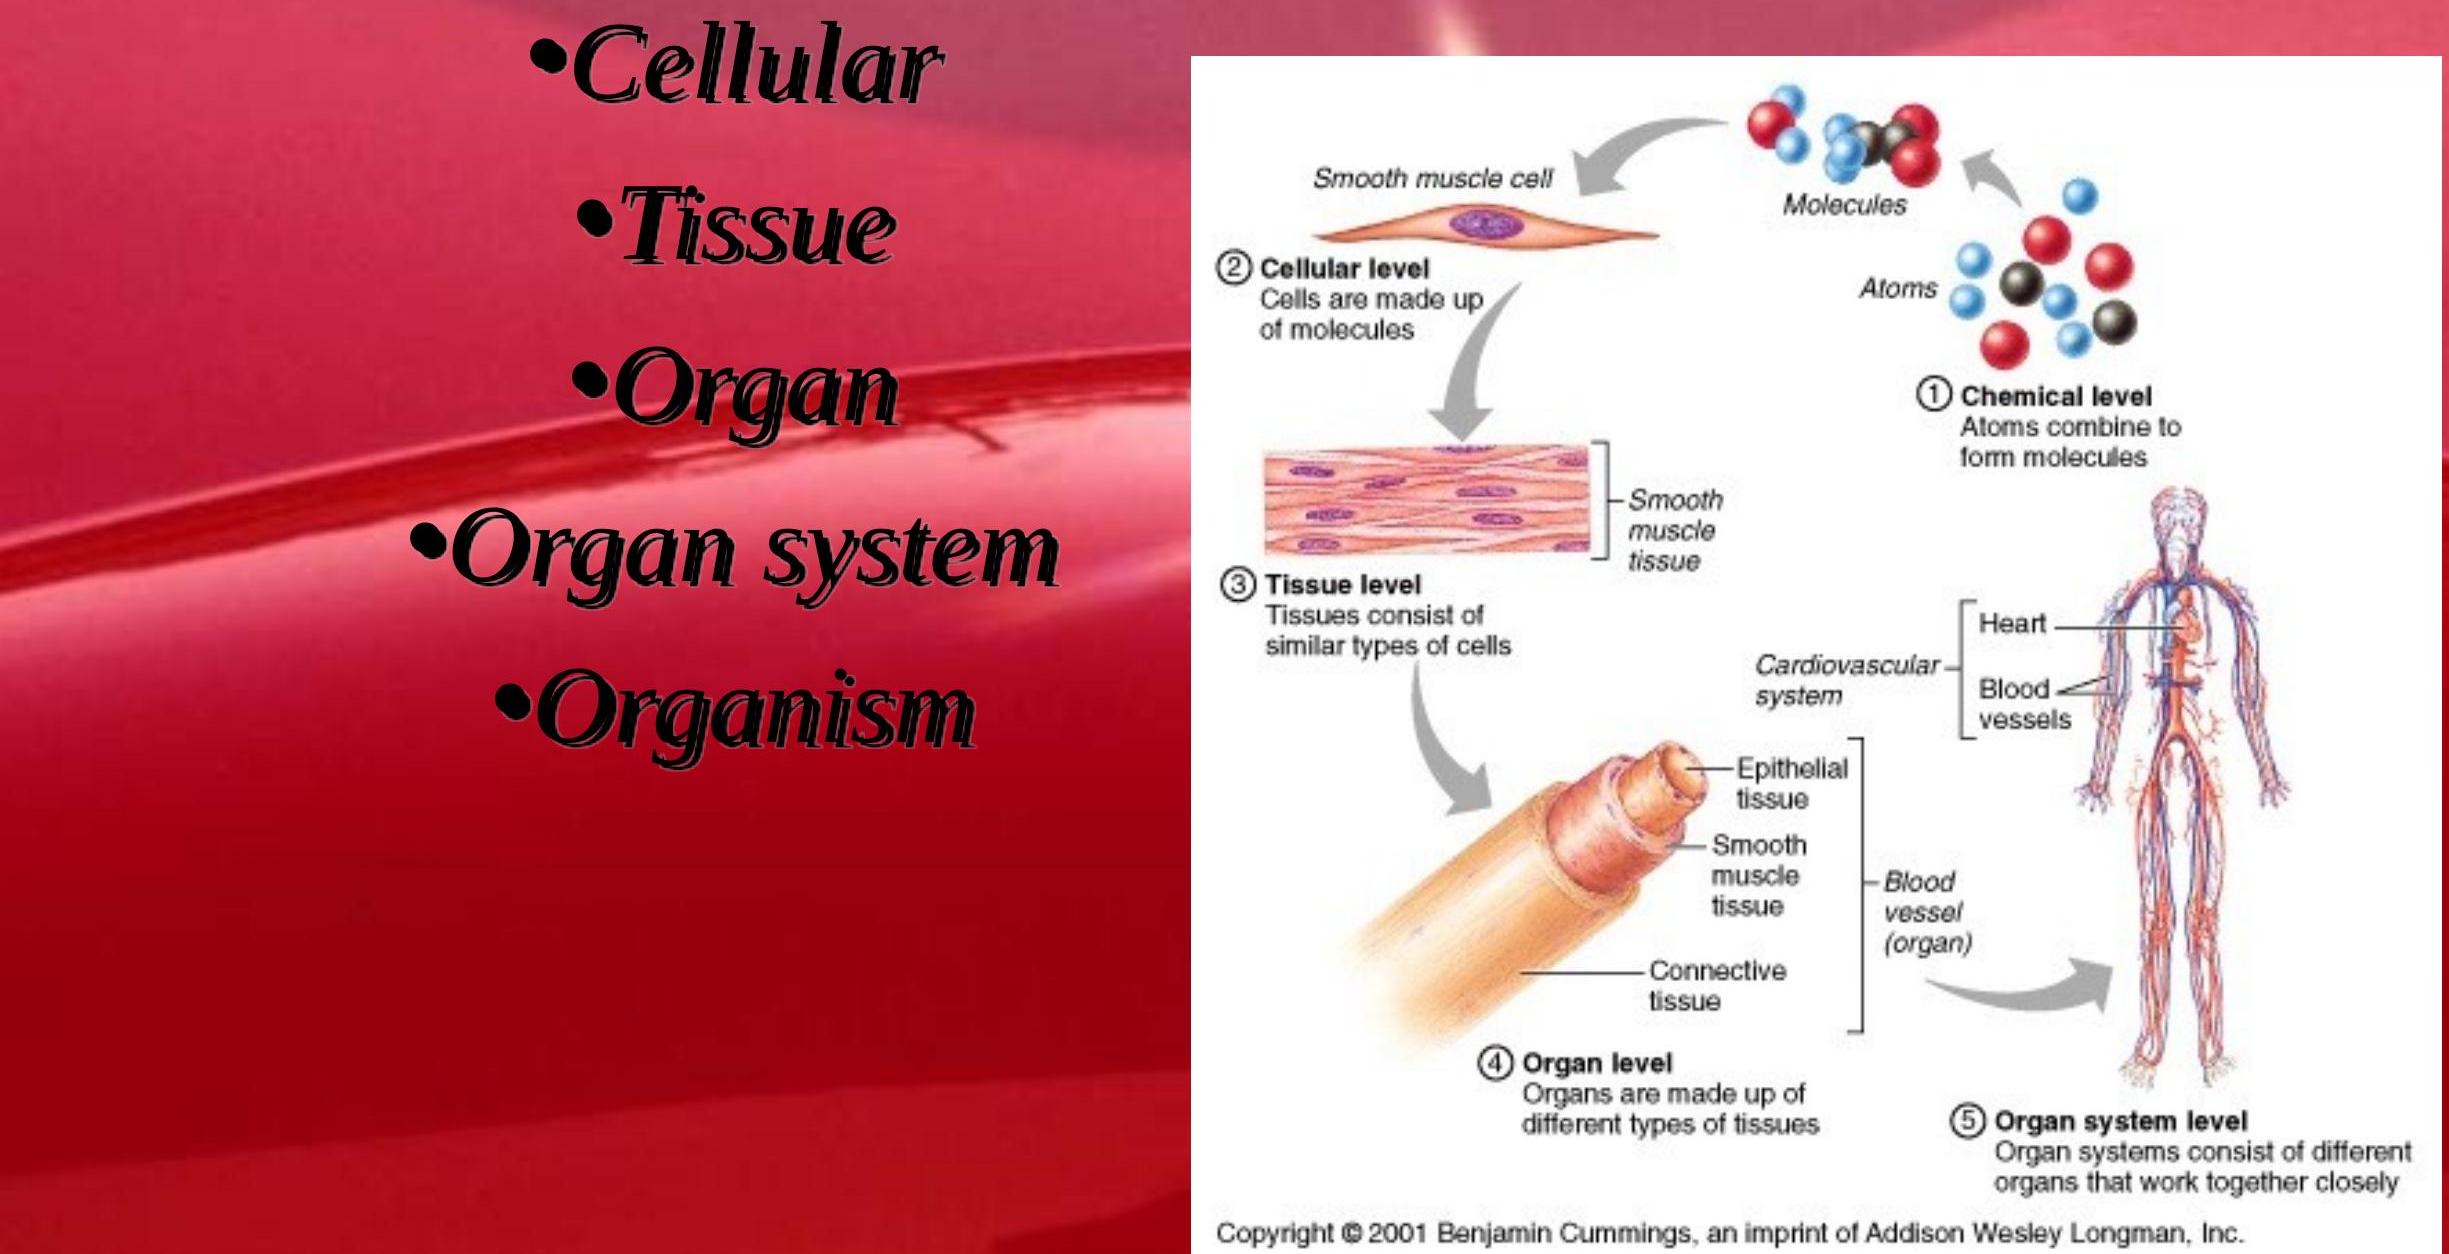 •Cellular
•Tissue
•Organ
•Organ system
•Organism
Smooth muscle cell
Molecules
② Cellular level
Cells are made up
of molecules
Atoms
① Chemical level
Atoms combine to
form molecules
Smooth
muscle
tissue
③ Tissue level
Tissues consist of
similar types of cells
Heart
Cardiovascular
system
Blood
vessels
Epithelial
tissue
Smooth
muscle
tissue
Blood
vessel
(organ)
Connective
tissue
④ Organ level
Organs are made up of
different types of tissues
⑤ Organ system level
Organ systems consist of different
organs that work together closely
Copyright © 2001 Benjamin Cummings, an imprint of Addison Wesley Longman, Inc.